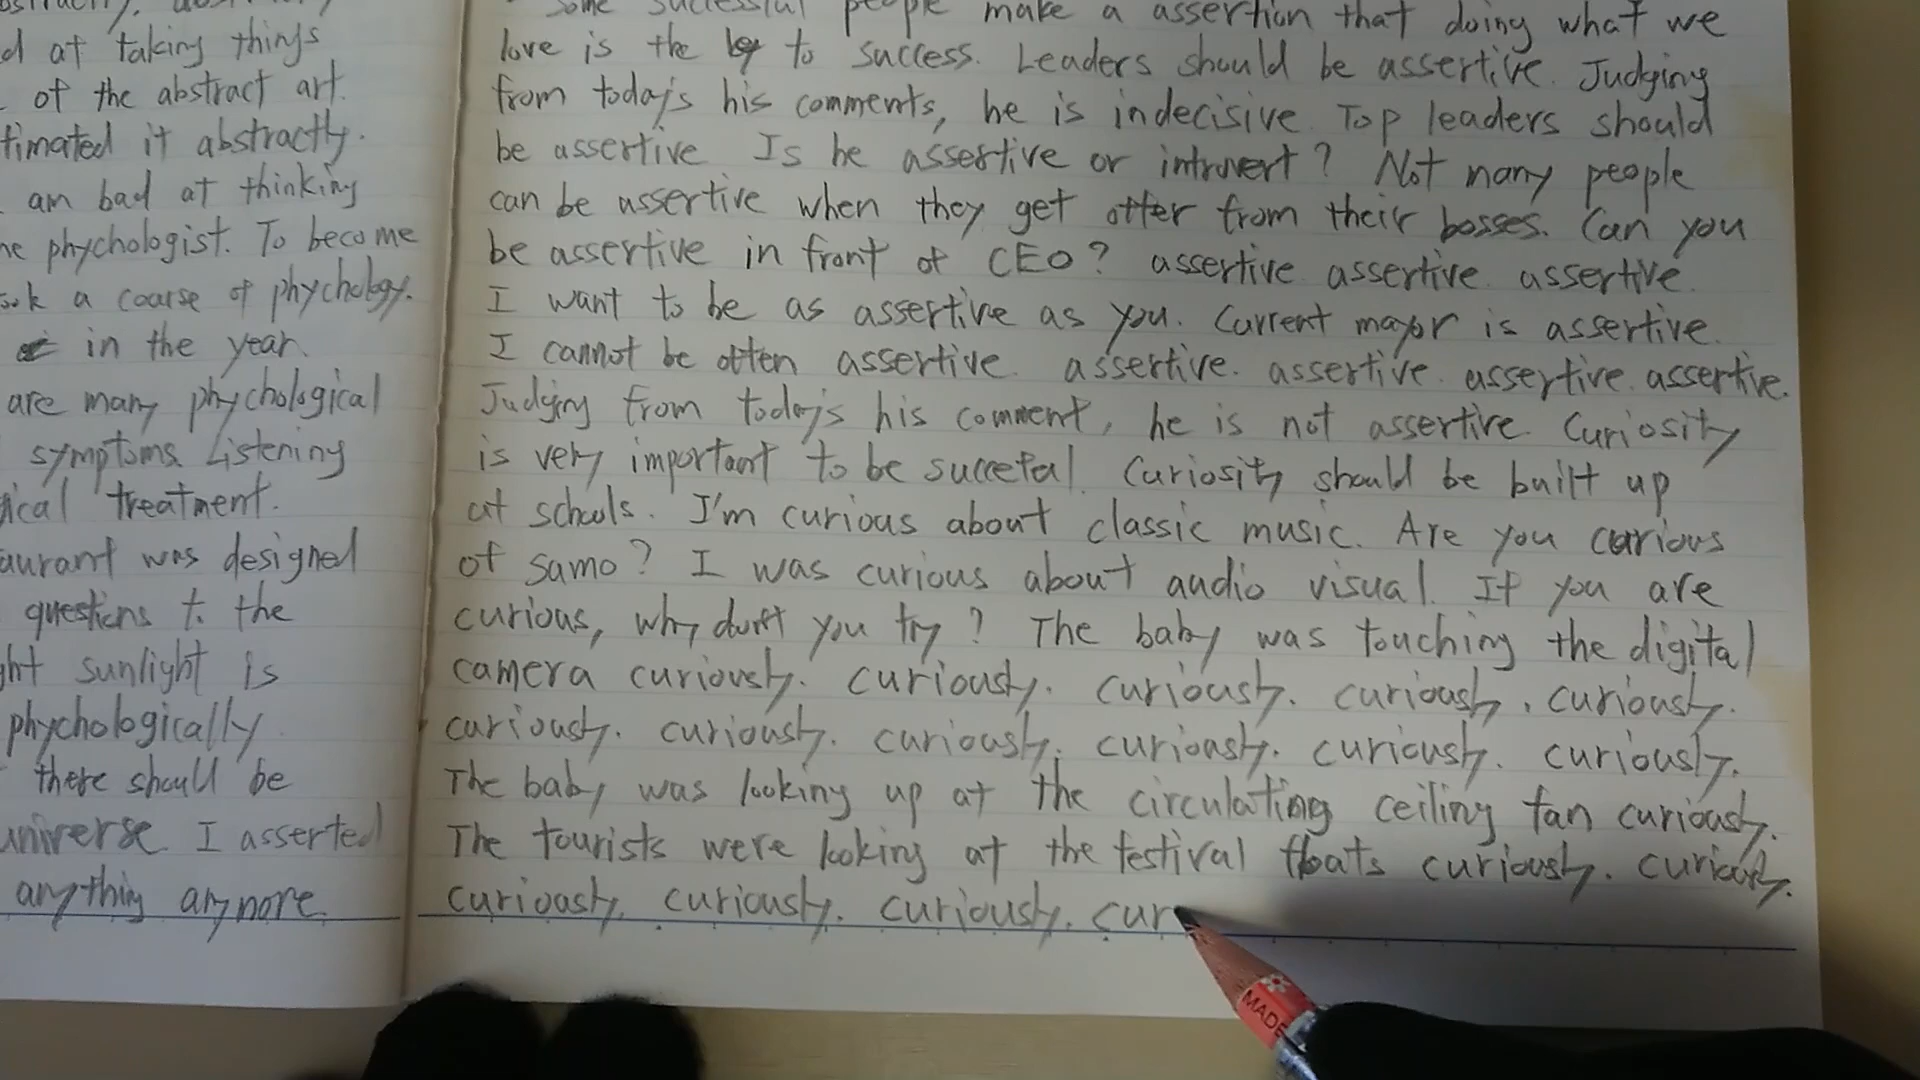 d at taking things
of the abstract art.
timated it abstractly.
am bad at thinking
he phychologist. To become
ook a coarse of phychology.
in the year.
are many phychological
symptoms. Listening
ical treatment.
aurant was designed
questions to the
ht sunlight is
phychologically
there should be
universe. I asserted
anything anymore.
some successful people make a assertion that doing what we
love is the key to success. Leaders should be assertive. Judging
from today's his comments, he is indecisive. Top leaders should
be assertive. Is he assertive or introvert? Not many people
can be assertive when they get offer from their bosses. Can you
be assertive in front of CEO? assertive. assertive. assertive.
I want to be as assertive as you. Current mayor is assertive.
I cannot be often assertive. assertive. assertive. assertive. assertive.
Judging from today's his comment, he is not assertive. Curiosity
is very important to be succeful. Curiosity should be built up
at schools. I'm curious about classic music. Are you curious
of sumo? I was curious about audio visual. If you are
curious, why don't you try? The baby was touching the digital
camera curiously. curiously. curiously. curiously. curiously.
curiously. curiously. curiously. curiously. curiously. curiously.
The baby was looking up at the circulating ceiling fan curiously.
The tourists were looking at the festival floats curiously. curiously.
curiously. curiously. curiously. cur
MADE